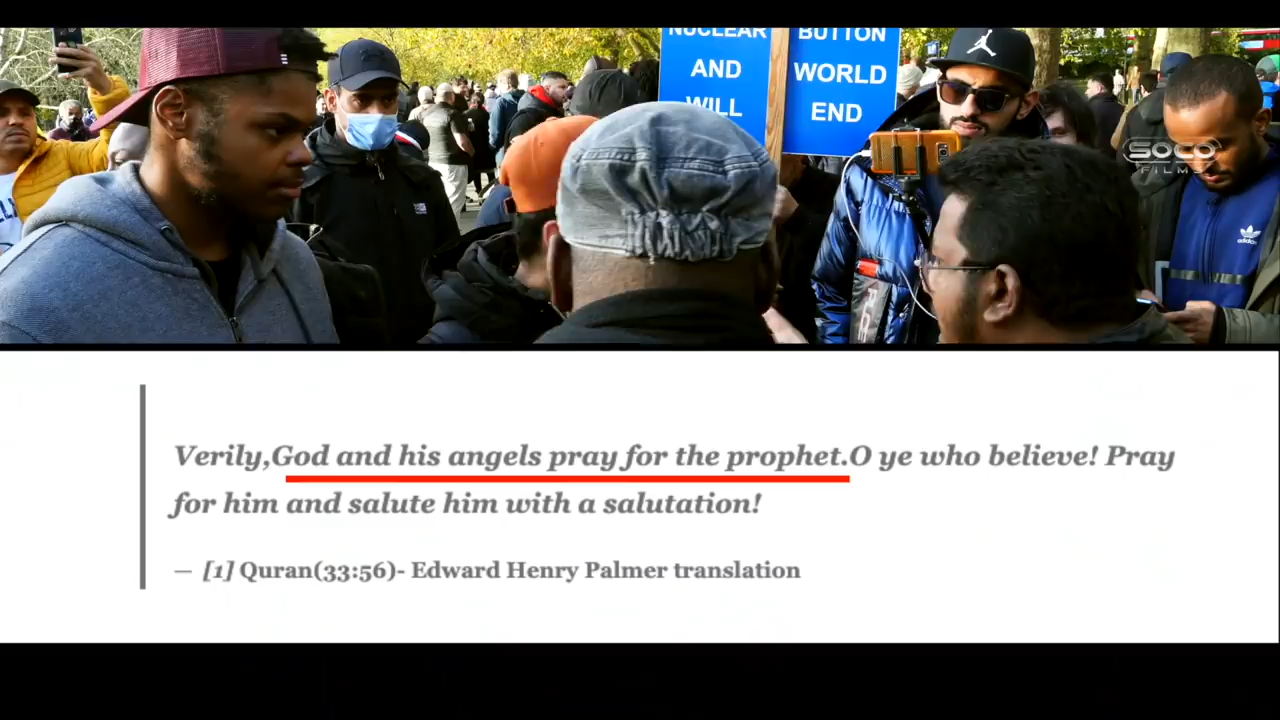 NUCLEAR
AND
WILL
BUTTON
WORLD
END
SOCO
FILMS
adidas
Verily,God and his angels pray for the prophet.O ye who believe! Pray
for him and salute him with a salutation!
— [1] Quran(33:56)- Edward Henry Palmer translation